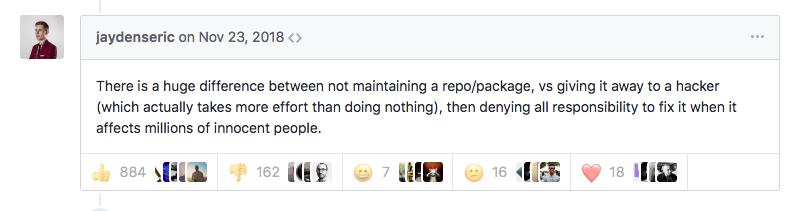 jaydenseric on Nov 23, 2018
There is a huge difference between not maintaining a repo/package, vs giving it away to a hacker
(which actually takes more effort than doing nothing), then denying all responsibility to fix it when it
affects millions of innocent people.
884 162 7 16 18